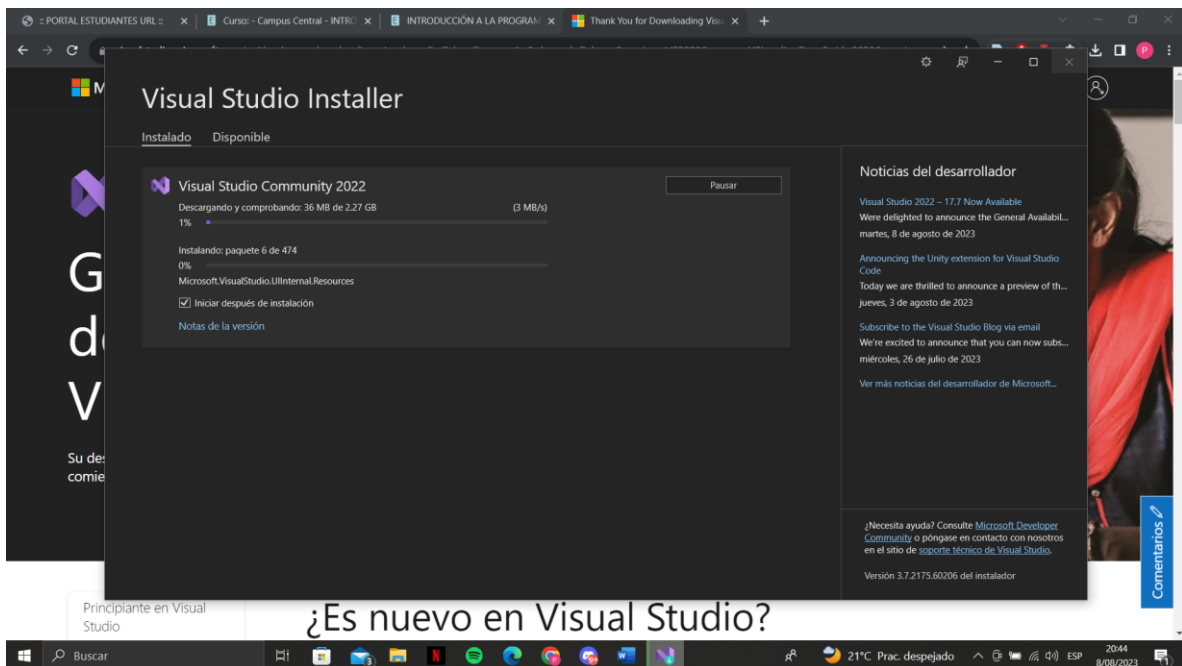 :: PORTAL ESTUDIANTES URL ::
Curso: - Campus Central - INTRO
INTRODUCCIÓN A LA PROGRAM
Thank You for Downloading Visu
P
M
Visual Studio Installer
Instalado Disponible
Visual Studio Community 2022
Pausar
Descargando y comprobando: 36 MB de 2.27 GB (3 MB/s)
1%
Instalando: paquete 6 de 474
0%
Microsoft.VisualStudio.UIInternal.Resources
Iniciar después de instalación
Notas de la versión
Noticias del desarrollador
Visual Studio 2022 – 17.7 Now Available
Were delighted to announce the General Availabil...
martes, 8 de agosto de 2023
Announcing the Unity extension for Visual Studio
Code
Today we are thrilled to announce a preview of th...
jueves, 3 de agosto de 2023
Subscribe to the Visual Studio Blog via email
We're excited to announce that you can now subs...
miércoles, 26 de julio de 2023
Ver más noticias del desarrollador de Microsoft...
¿Necesita ayuda? Consulte Microsoft Developer
Community o póngase en contacto con nosotros
en el sitio de soporte técnico de Visual Studio.
Versión 3.7.2175.60206 del instalador
G
de
V
Su des
comie
Comentarios
Principiante en Visual
Studio
¿Es nuevo en Visual Studio?
Buscar
3
N
21°C Prac. despejado
ESP
20:44
8/08/2023
1